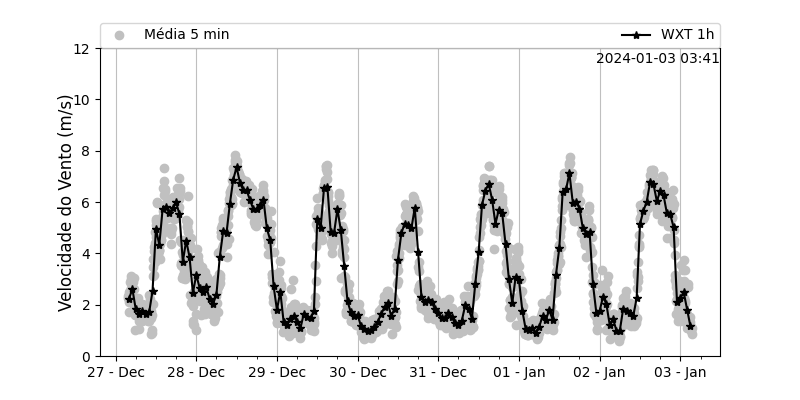 Média 5 min
WXT 1h
2024-01-03 03:41
Velocidade do Vento (m/s)
12
10
8
6
4
2
0
27 - Dec
28 - Dec
29 - Dec
30 - Dec
31 - Dec
01 - Jan
02 - Jan
03 - Jan